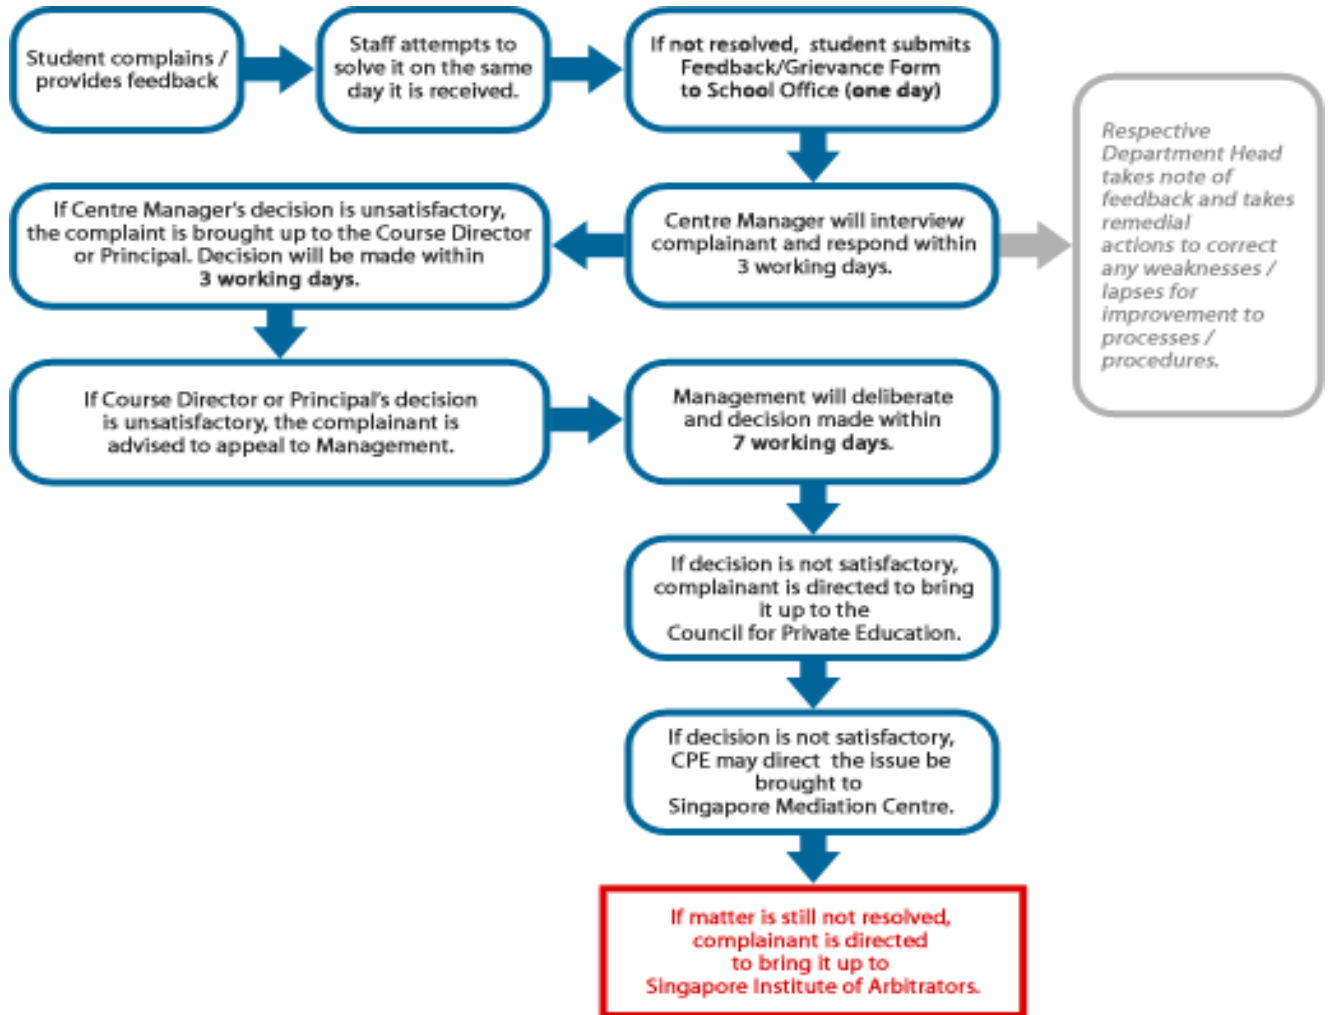 Student complains /
provides feedback
Staff attempts to
solve it on the same
day it is received.
If not resolved, student submits
Feedback/Grievance Form
to School Office (one day)
Respective
Department Head
takes note of
feedback and takes
remedial
actions to correct
any weaknesses /
lapses for
improvement to
processes /
procedures.
Centre Manager will interview
complainant and respond within
3 working days.
If Centre Manager's decision is unsatisfactory,
the complaint is brought up to the Course Director
or Principal. Decision will be made within
3 working days.
If Course Director or Principal's decision
is unsatisfactory, the complainant is
advised to appeal to Management.
Management will deliberate
and decision made within
7 working days.
If decision is not satisfactory,
complainant is directed to bring
it up to the
Council for Private Education.
If decision is not satisfactory,
CPE may direct the issue be
brought to
Singapore Mediation Centre.
If matter is still not resolved,
complainant is directed
to bring it up to
Singapore Institute of Arbitrators.